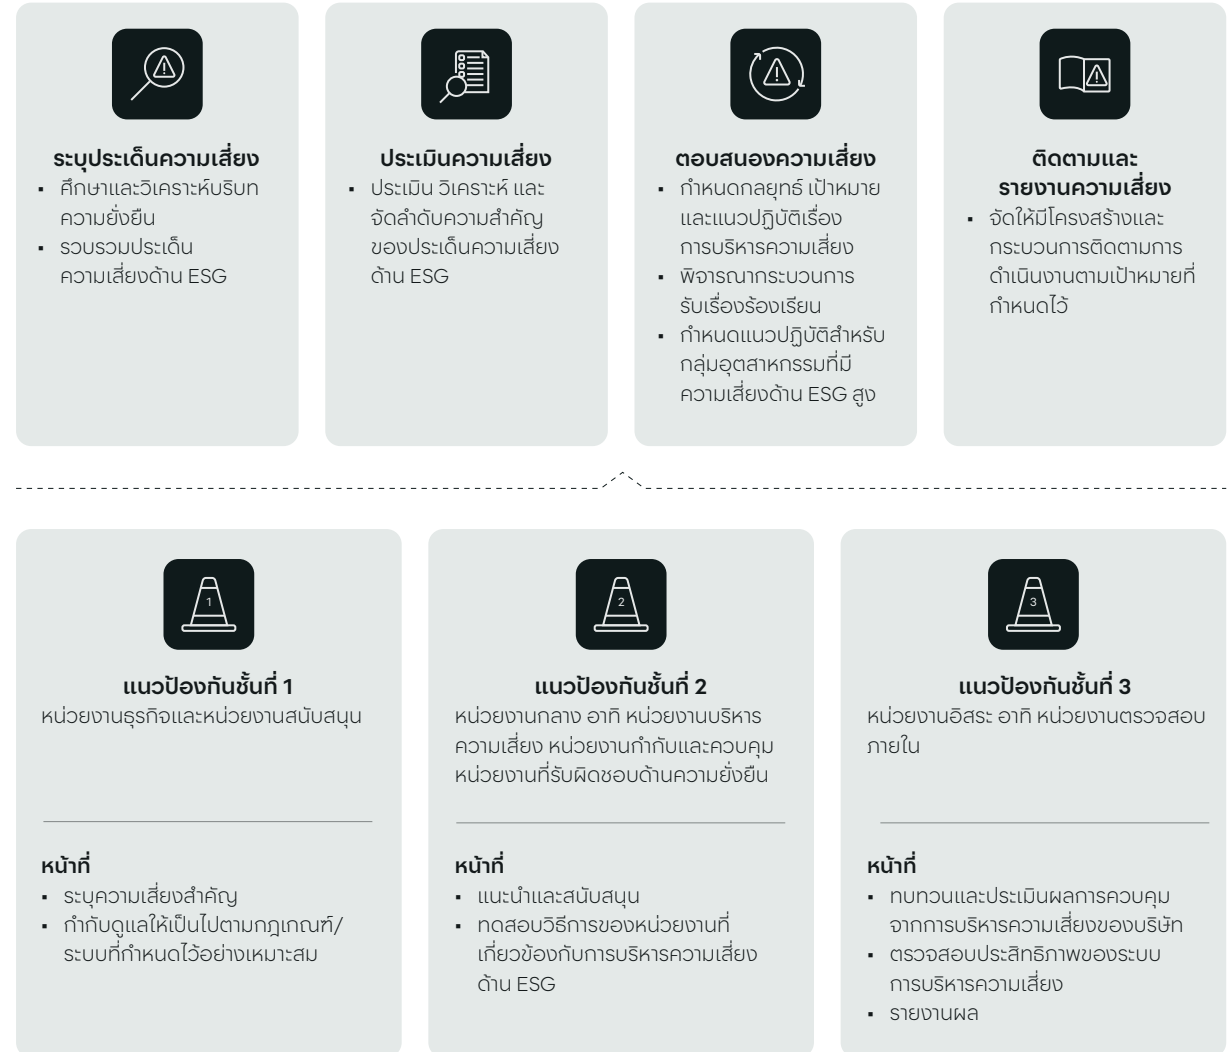 ระบุประเด็นความเสี่ยง
▪ ศึกษาและวิเคราะห์บริบท
ความยั่งยืน
▪ รวบรวมประเด็น
ความเสี่ยงด้าน ESG
ประเมินความเสี่ยง
▪ ประเมิน วิเคราะห์ และ
จัดลำดับความสำคัญ
ของประเด็นความเสี่ยง
ด้าน ESG
ตอบสนองความเสี่ยง
▪ กำหนดกลยุทธ์ เป้าหมาย
และแนวปฏิบัติเรื่อง
การบริหารความเสี่ยง
▪ พิจารณากระบวนการ
รับเรื่องร้องเรียน
▪ กำหนดแนวปฏิบัติสำหรับ
กลุ่มอุตสาหกรรมที่มี
ความเสี่ยงด้าน ESG สูง
ติดตามและ
รายงานความเสี่ยง
▪ จัดให้มีโครงสร้างและ
กระบวนการติดตามการ
ดำเนินงานตามเป้าหมายที่
กำหนดไว้
1
แนวป้องกันชั้นที่ 1
หน่วยงานธุรกิจและหน่วยงานสนับสนุน
หน้าที่
▪ ระบุความเสี่ยงสำคัญ
▪ กำกับดูแลให้เป็นไปตามกฎเกณฑ์/
ระบบที่กำหนดไว้อย่างเหมาะสม
2
แนวป้องกันชั้นที่ 2
หน่วยงานกลาง อาทิ หน่วยงานบริหาร
ความเสี่ยง หน่วยงานกำกับและควบคุม
หน่วยงานที่รับผิดชอบด้านความยั่งยืน
หน้าที่
▪ แนะนำและสนับสนุน
▪ ทดสอบวิธีการของหน่วยงานที่
เกี่ยวข้องกับการบริหารความเสี่ยง
ด้าน ESG
3
แนวป้องกันชั้นที่ 3
หน่วยงานอิสระ อาทิ หน่วยงานตรวจสอบ
ภายใน
หน้าที่
▪ ทบทวนและประเมินผลการควบคุม
จากการบริหารความเสี่ยงของบริษัท
▪ ตรวจสอบประสิทธิภาพของระบบ
การบริหารความเสี่ยง
▪ รายงานผล